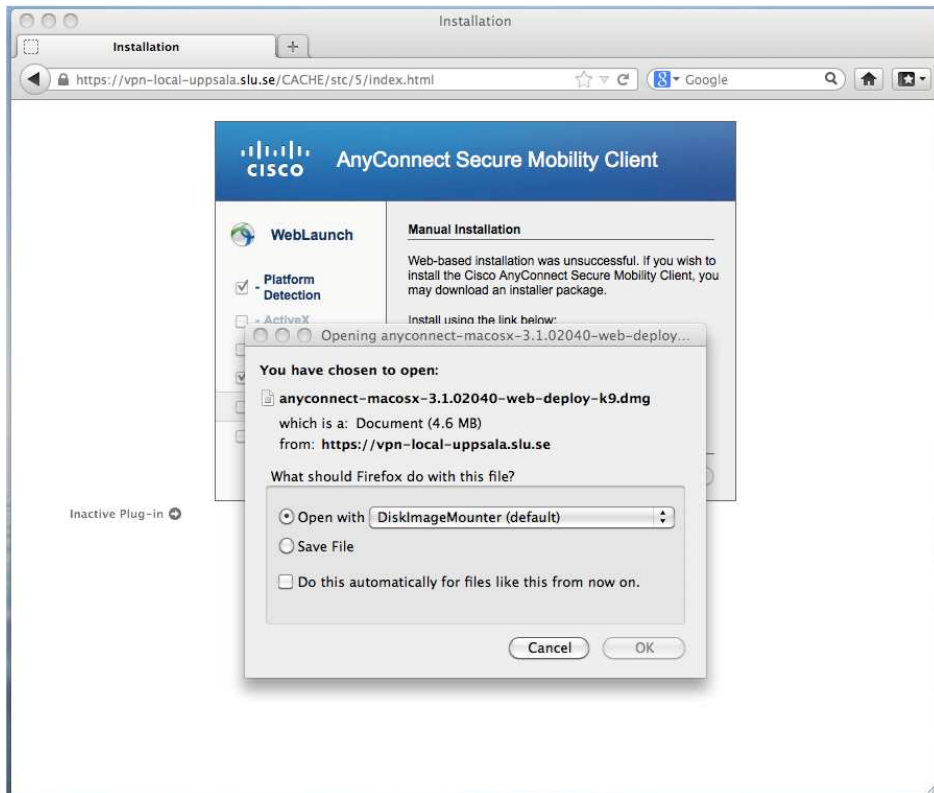 Installation
Installation
+
https://vpn-local-uppsala.slu.se/CACHE/stc/5/index.html
8
Google
CISCO
AnyConnect Secure Mobility Client
WebLaunch
Manual Installation
Web-based installation was unsuccessful. If you wish to
install the Cisco AnyConnect Secure Mobility Client, you
may download an installer package.
- Platform
Detection
- ActiveX
Install using the link below:
Opening anyconnect-macosx-3.1.02040-web-deploy...
You have chosen to open:
anyconnect-macosx-3.1.02040-web-deploy-k9.dmg
which is a: Document (4.6 MB)
from: https://vpn-local-uppsala.slu.se
What should Firefox do with this file?
Inactive Plug-in
Open with DiskImageMounter (default)
Save File
Do this automatically for files like this from now on.
Cancel
OK